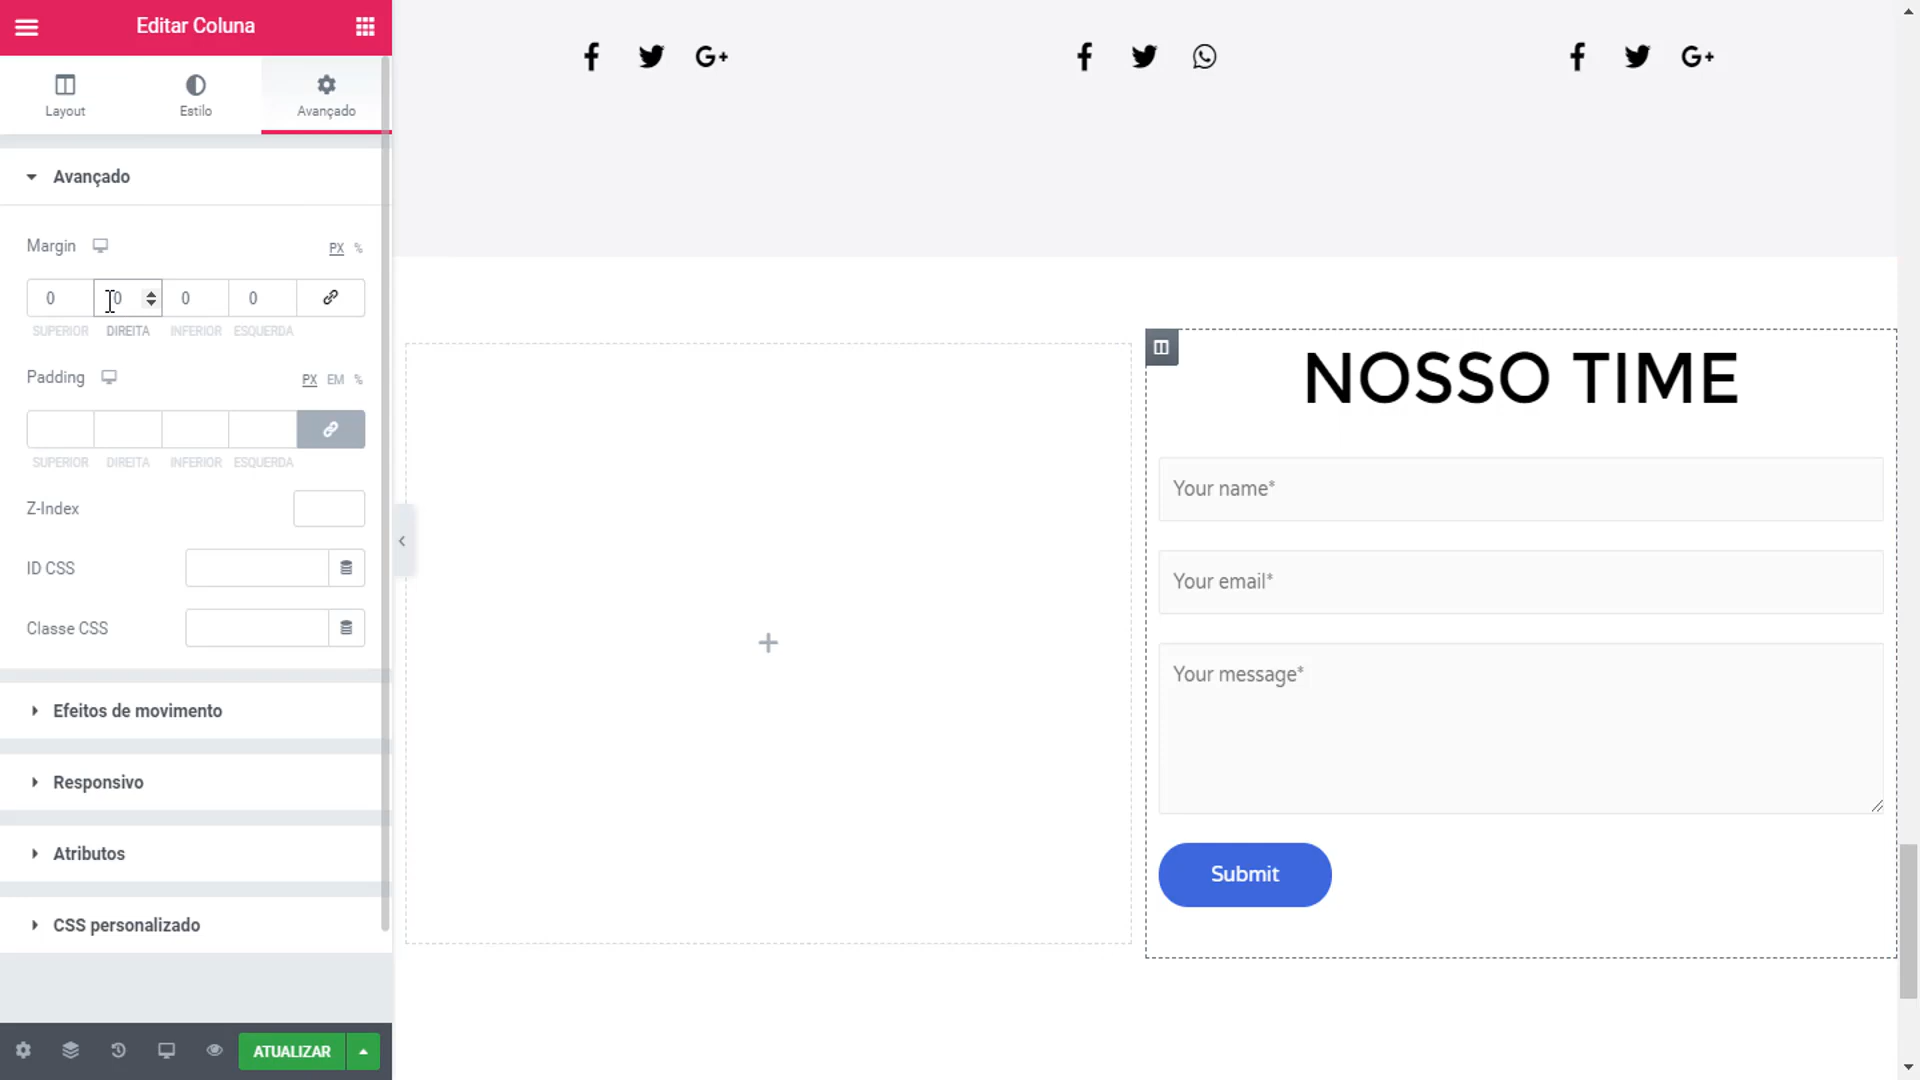 Editar Coluna
Layout
Estilo
Avançado
Avançado
Margin
PX %
0 0 0 0
SUPERIOR DIREITA INFERIOR ESQUERDA
Padding
PX EM %
SUPERIOR DIREITA INFERIOR ESQUERDA
Z-Index
ID CSS
Classe CSS
Efeitos de movimento
Responsivo
Atributos
CSS personalizado
ATUALIZAR
G+
G+
NOSSO TIME
Your name*
Your email*
Your message*
Submit